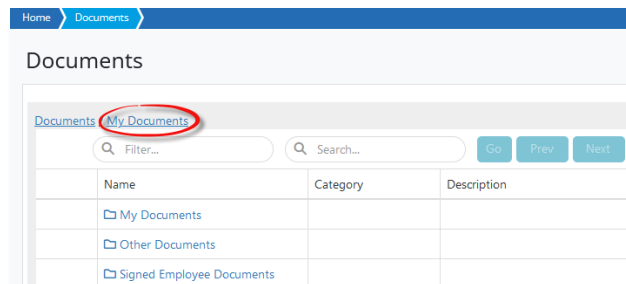 Home Documents
Documents
Documents My Documents
Filter... Search... Go Prev Next
Name Category Description
My Documents
Other Documents
Signed Employee Documents